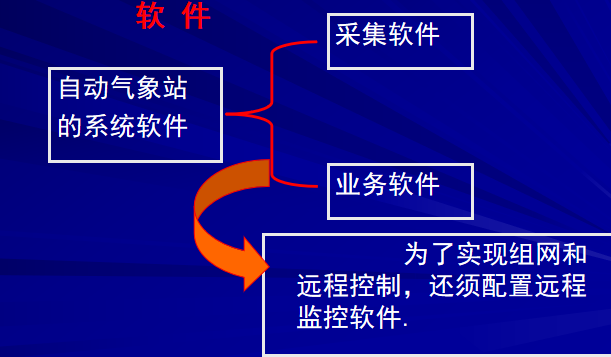 软 件
采集软件
自动气象站
的系统软件
业务软件
为了实现组网和
远程控制，还须配置远程
监控软件.